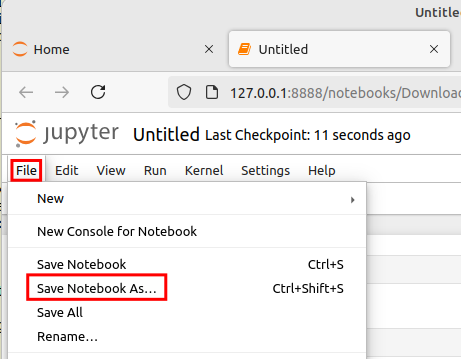 Untitle
Home
Untitled
127.0.0.1:8888/notebooks/Downloa
jupyter Untitled Last Checkpoint: 11 seconds ago
File Edit View Run Kernel Settings Help
New
New Console for Notebook
Save Notebook Ctrl+S
Save Notebook As... Ctrl+Shift+S
Save All
Rename...